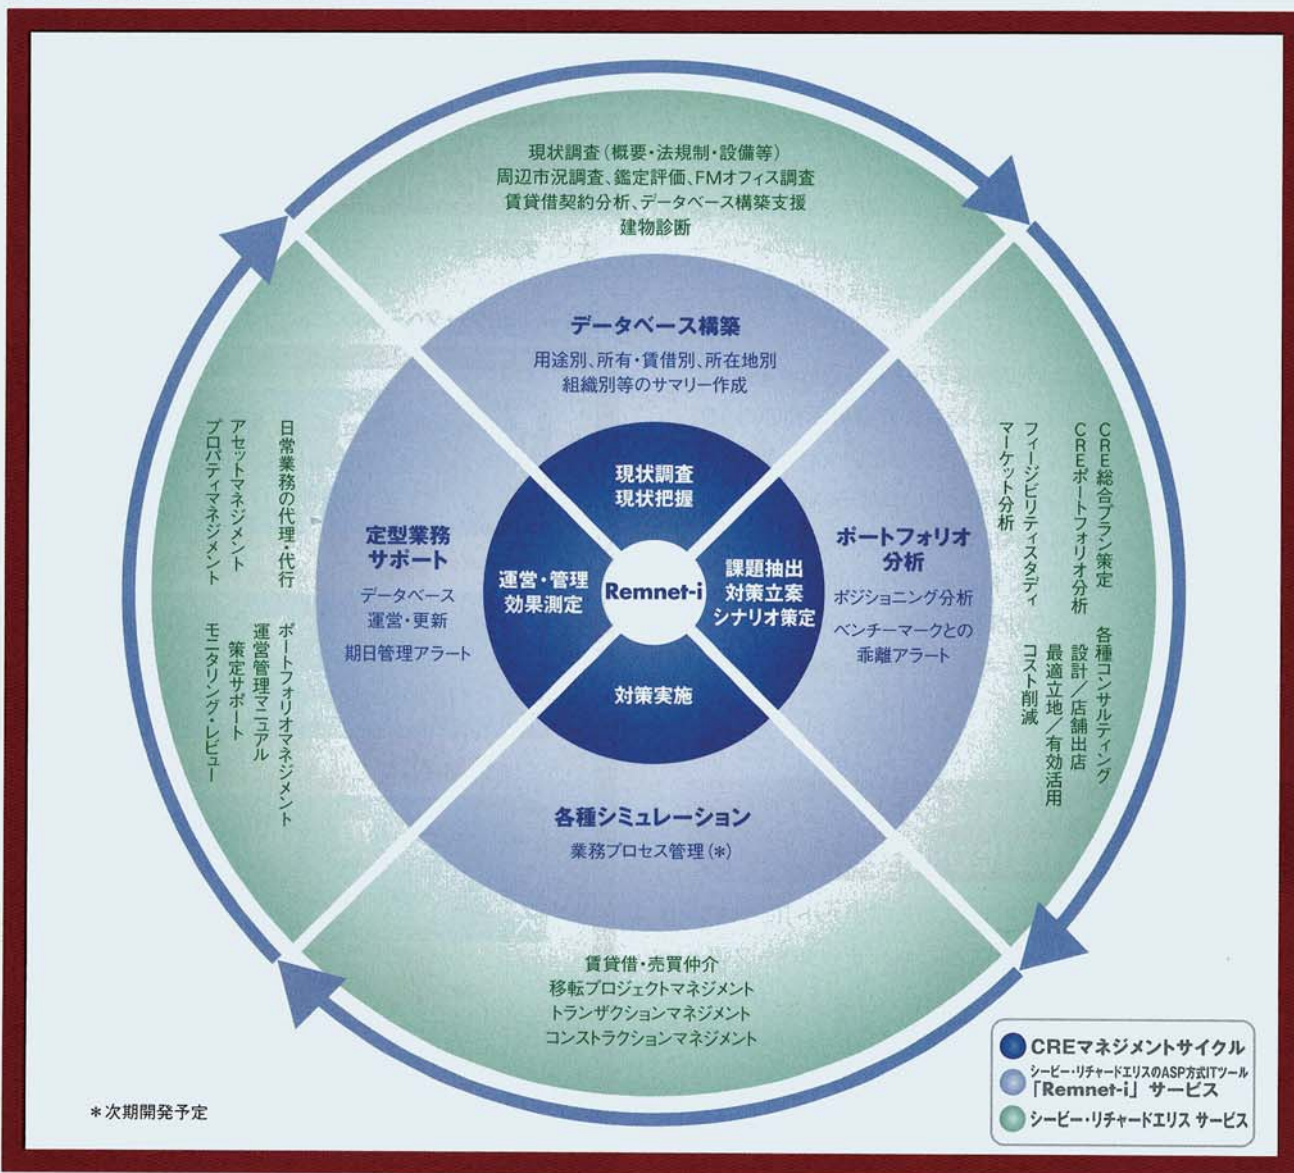 現状調査(概要・法規制・設備等)
周辺市況調査、鑑定評価、FMオフィス調査
賃貸借契約分析、データベース構築支援
建物診断
データベース構築
用途別、所有・賃借別、所在地別
組織別等のサマリー作成
現状調査
現状把握
Remnet-i
課題抽出
対策立案
シナリオ策定
対策実施
運営・管理
効果測定
ポートフォリオ
分析
ポジショニング分析
ベンチーマークとの
乖離アラート
CRE総合プラン策定
CREポートフォリオ分析
フィージビリティスタディ
マーケット分析
各種コンサルティング
設計/店舗出店
最適立地/有効活用
コスト削減
各種シミュレーション
業務プロセス管理(*)
賃貸借・売買仲介
移転プロジェクトマネジメント
トランザクションマネジメント
コンストラクションマネジメント
定型業務
サポート
データベース
運営・更新
期日管理アラート
日常業務の代理・代行
アセットマネジメント
プロパティマネジメント
ポートフォリオマネジメント
運営管理マニュアル
策定サポート
モニタリング・レビュー
CREマネジメントサイクル
シービー・リチャードエリスのASP方式ITツール
「Remnet-i」サービス
シービー・リチャードエリス サービス
*次期開発予定